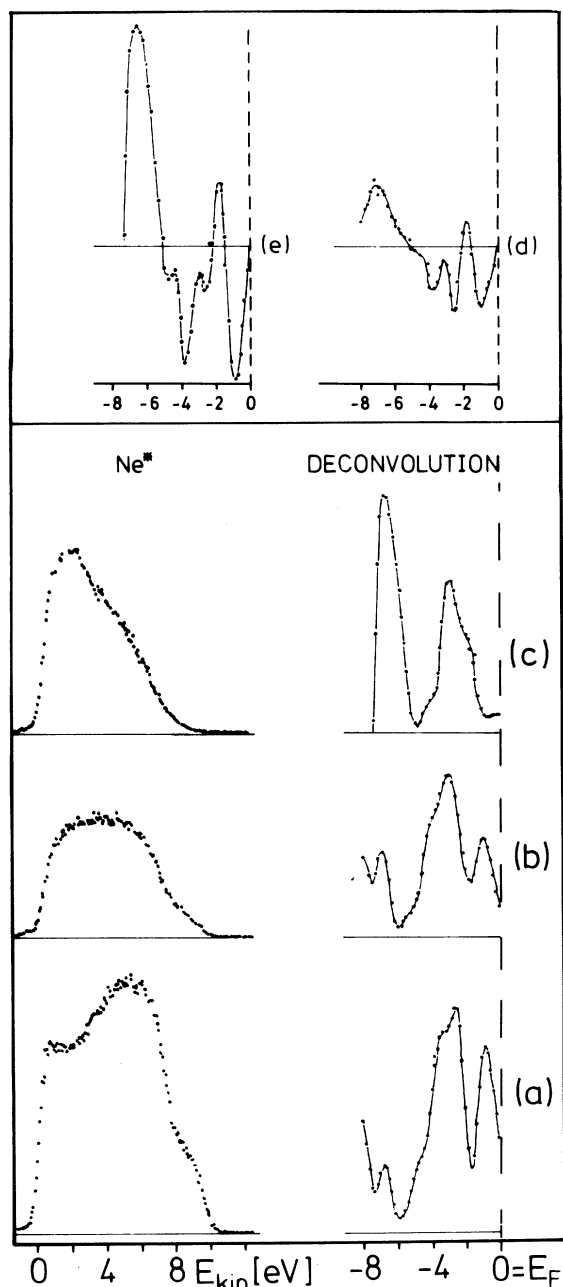 (e) (d)
-8 -6 -4 -2 0 -8 -6 -4 -2 0
Ne* DECONVOLUTION
(c)
(b)
(a)
0 4 8 E_kin [eV] -8 -4 0=E_F